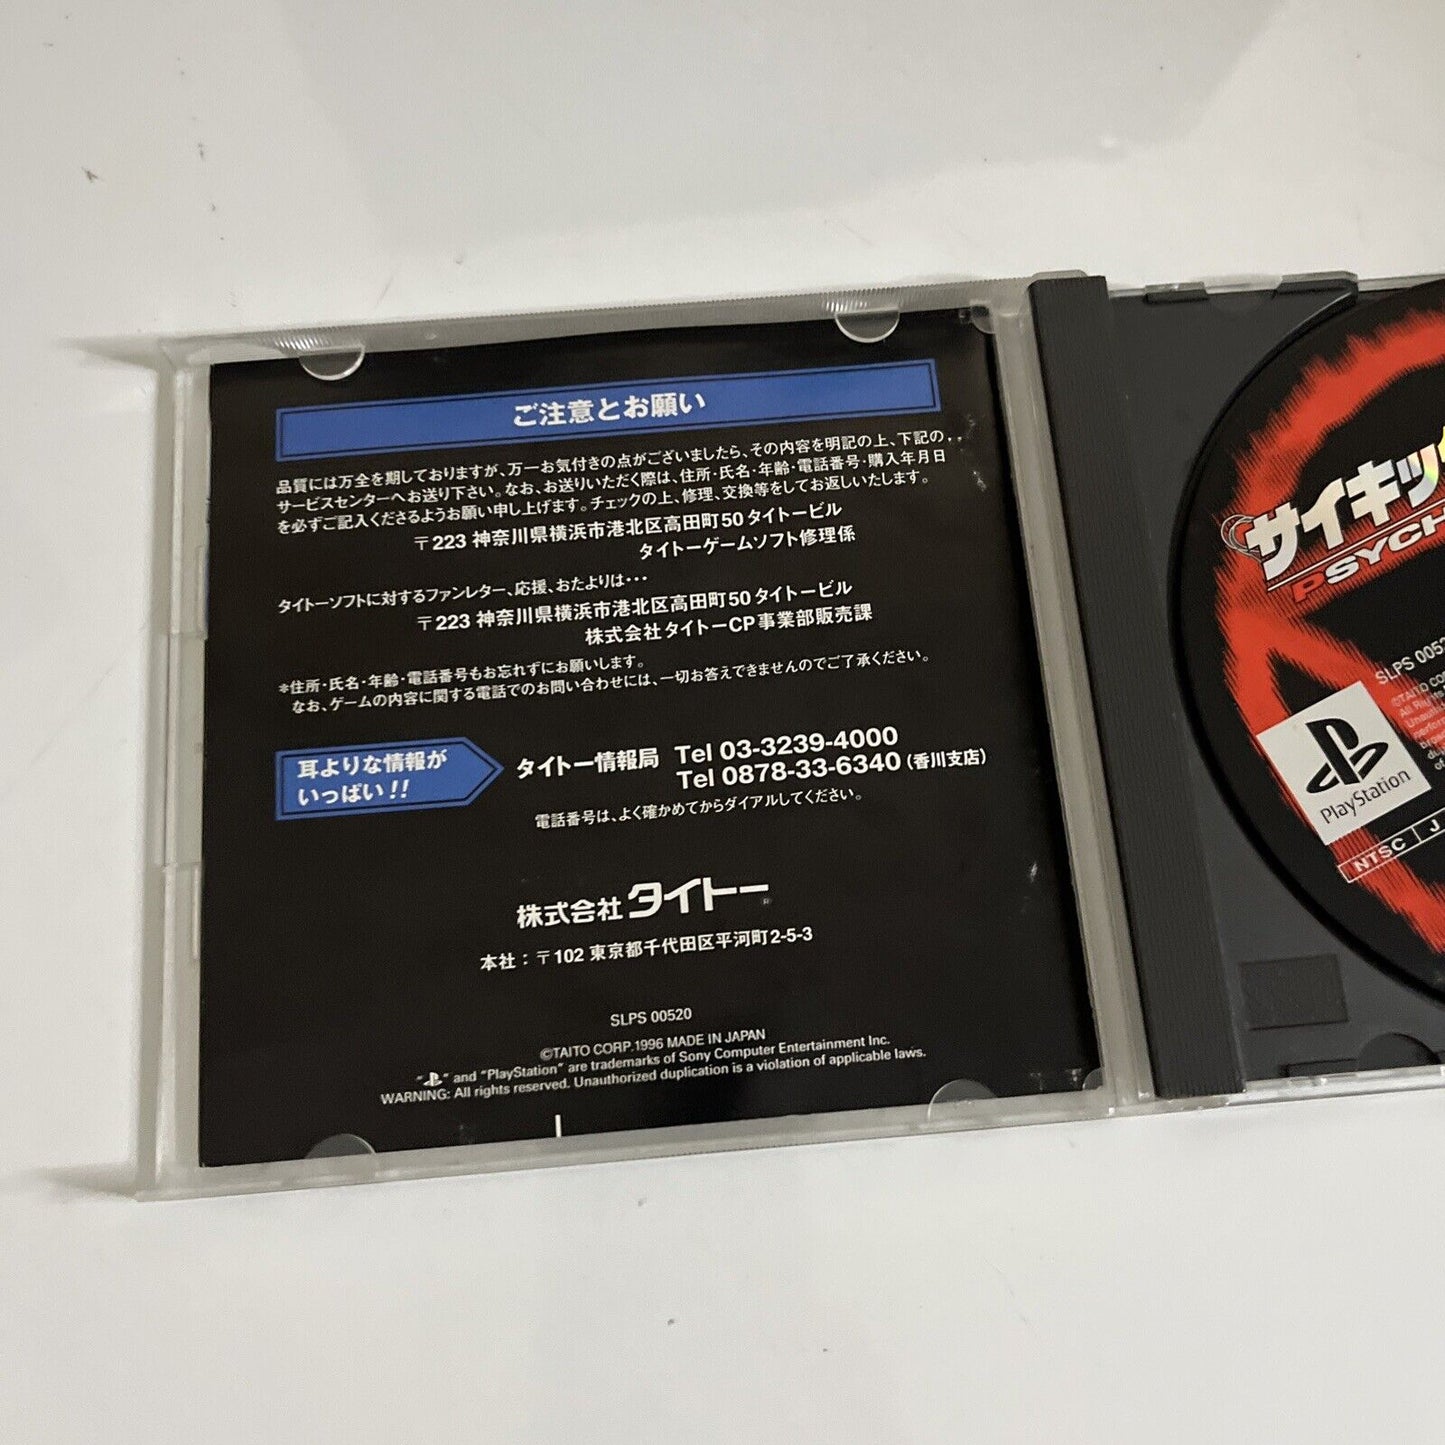 ご注意とお願い
品質には万全を期しておりますが、万一お気付きの点がございましたら、その内容を明記の上、下記の
サービスセンターへお送り下さい。なお、お送りいただく際は、住所・氏名・年齢・電話番号・購入年月日
を必ずご記入くださるようお願い申し上げます。チェックの上、修理、交換等をしてお返しいたします。
〒223 神奈川県横浜市港北区高田町50 タイトービル
タイトーゲームソフト修理係
タイトーソフトに対するファンレター、応援、おたよりは・・・
〒223 神奈川県横浜市港北区高田町50 タイトービル
株式会社タイトーCP事業部販売課
*住所・氏名・年齢・電話番号もお忘れずにお願いします。
なお、ゲームの内容に関する電話でのお問い合わせには、一切お答えできませんのでご了承ください。
耳よりな情報が
いっぱい!!
タイトー情報局 Tel 03-3239-4000
Tel 0878-33-6340 (香川支店)
電話番号は、よく確かめてからダイアルしてください。
株式会社タイトー®
本社：〒102 東京都千代田区平河町2-5-3
SLPS 00520
©TAITO CORP.1996 MADE IN JAPAN
" " and "PlayStation" are trademarks of Sony Computer Entertainment Inc.
WARNING: All rights reserved. Unauthorized duplication is a violation of applicable laws.
サイキッ
PSYCH
SLPS 0052
©TAITO COR
All Rights
PlayStation
NTSC J